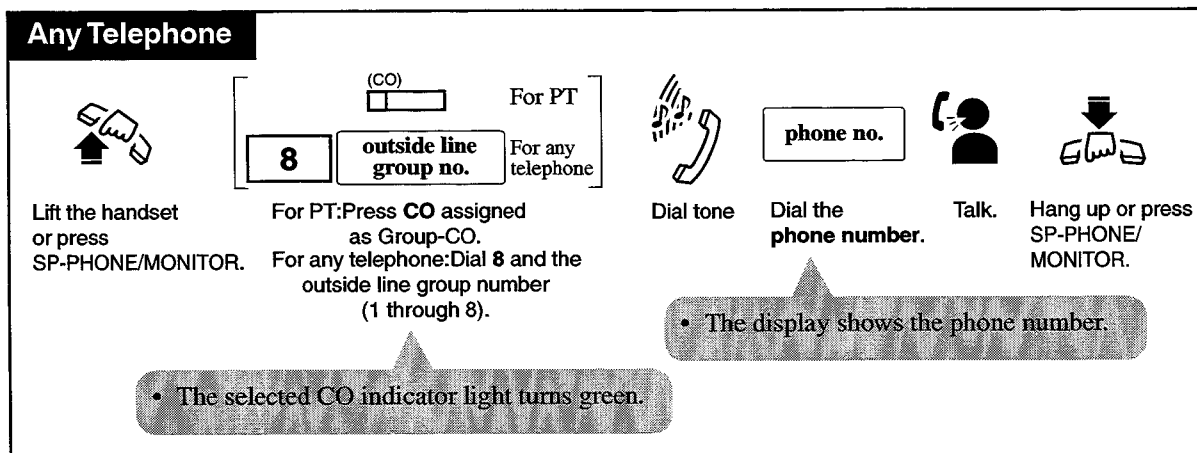 Any Telephone
(CO)
For PT
8
outside line
group no.
For any
telephone
phone no.
Lift the handset
or press
SP-PHONE/MONITOR.
For PT:Press CO assigned
as Group-CO.
For any telephone:Dial 8 and the
outside line group number
(1 through 8).
Dial tone
Dial the
phone number.
Talk.
Hang up or press
SP-PHONE/
MONITOR.
• The display shows the phone number.
• The selected CO indicator light turns green.